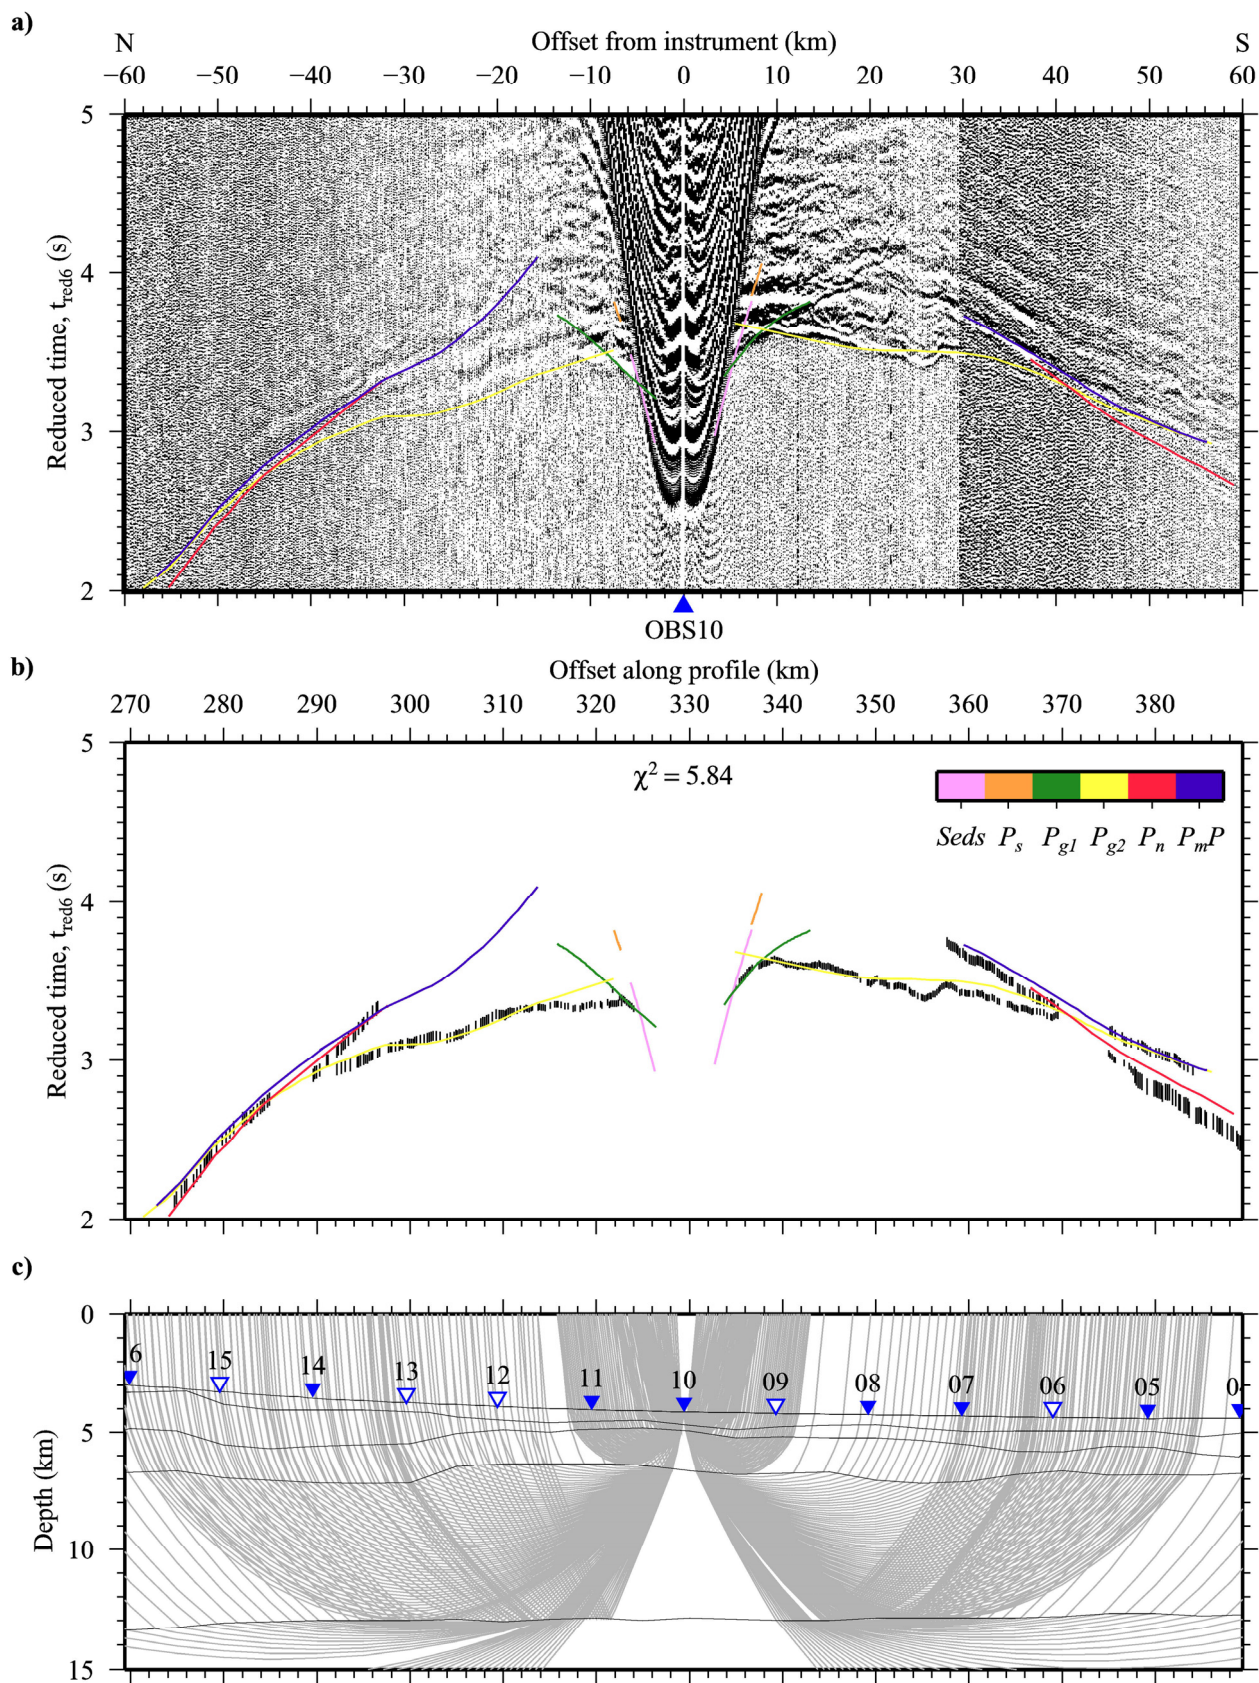 a)
N
Offset from instrument (km)
S
−60 −50 −40 −30 −20 −10 0 10 20 30 40 50 60
5
4
3
2
Reduced time, t_red6 (s)
OBS10
b)
Offset along profile (km)
270 280 290 300 310 320 330 340 350 360 370 380
5
4
3
2
Reduced time, t_red6 (s)
χ² = 5.84
Seds P_s P_g1 P_g2 P_n P_mP
c)
0
5
10
15
Depth (km)
6 15 14 13 12 11 10 09 08 07 06 05